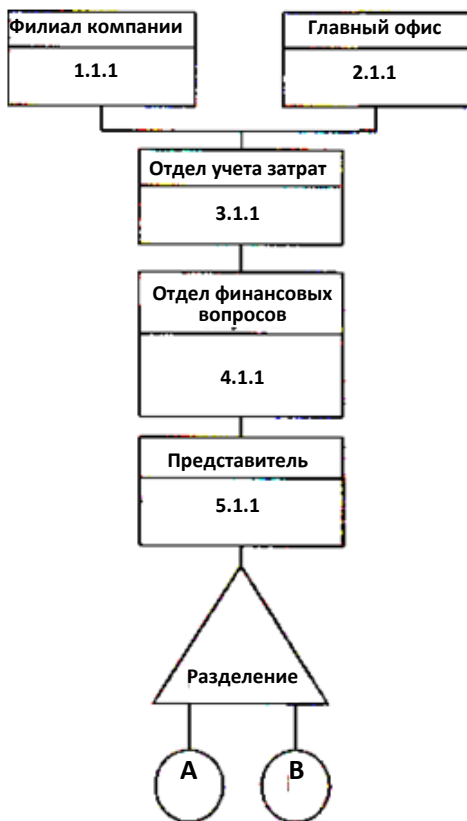 Филиал компании
Главный офис
1.1.1
2.1.1
Отдел учета затрат
3.1.1
Отдел финансовых
вопросов
4.1.1
Представитель
5.1.1
Разделение
А
В